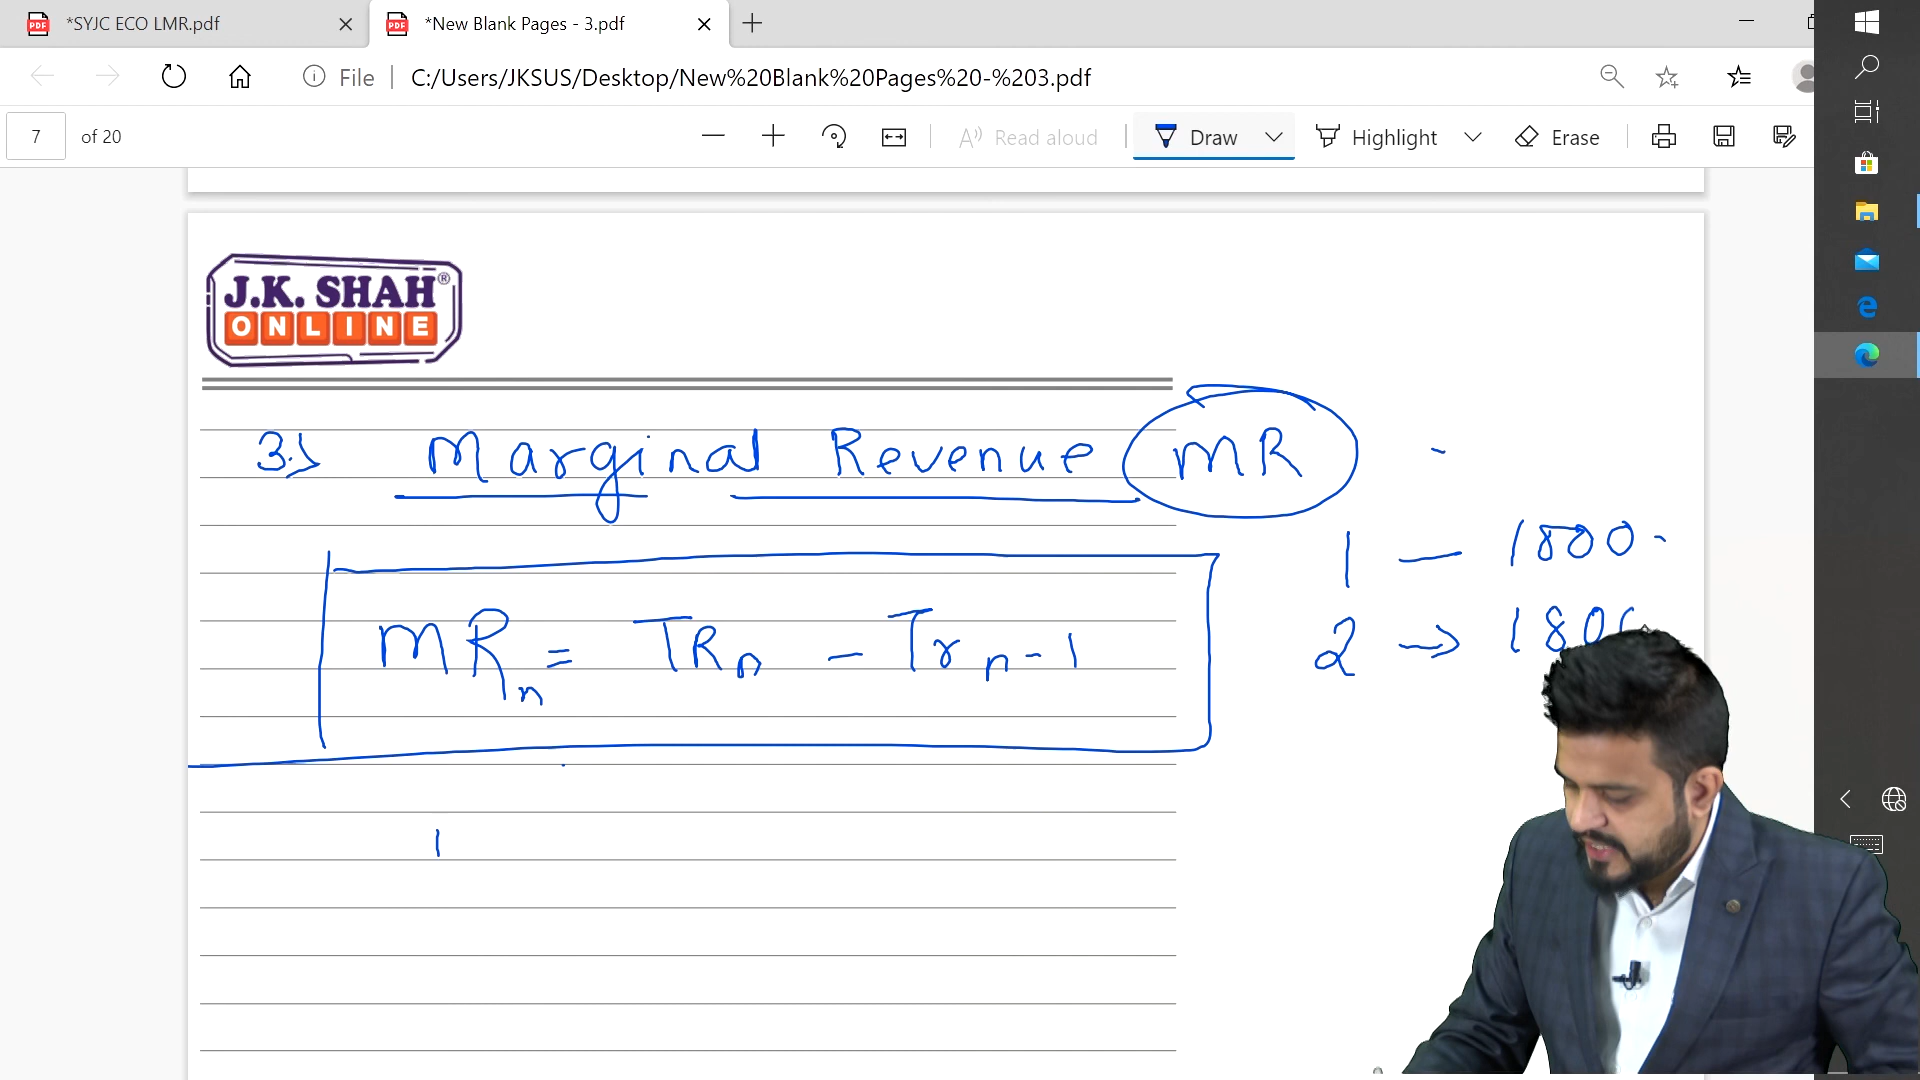 *SYJC ECO LMR.pdf
*New Blank Pages - 3.pdf
File
C:/Users/JKSUS/Desktop/New%20Blank%20Pages%20-%203.pdf
7 of 20
Read aloud
Draw
Highlight
Erase
J.K. SHAH®
ONLINE
3.) Marginal Revenue MR -
1 — 1800
MRn = TRn - Trn-1
2 →
1